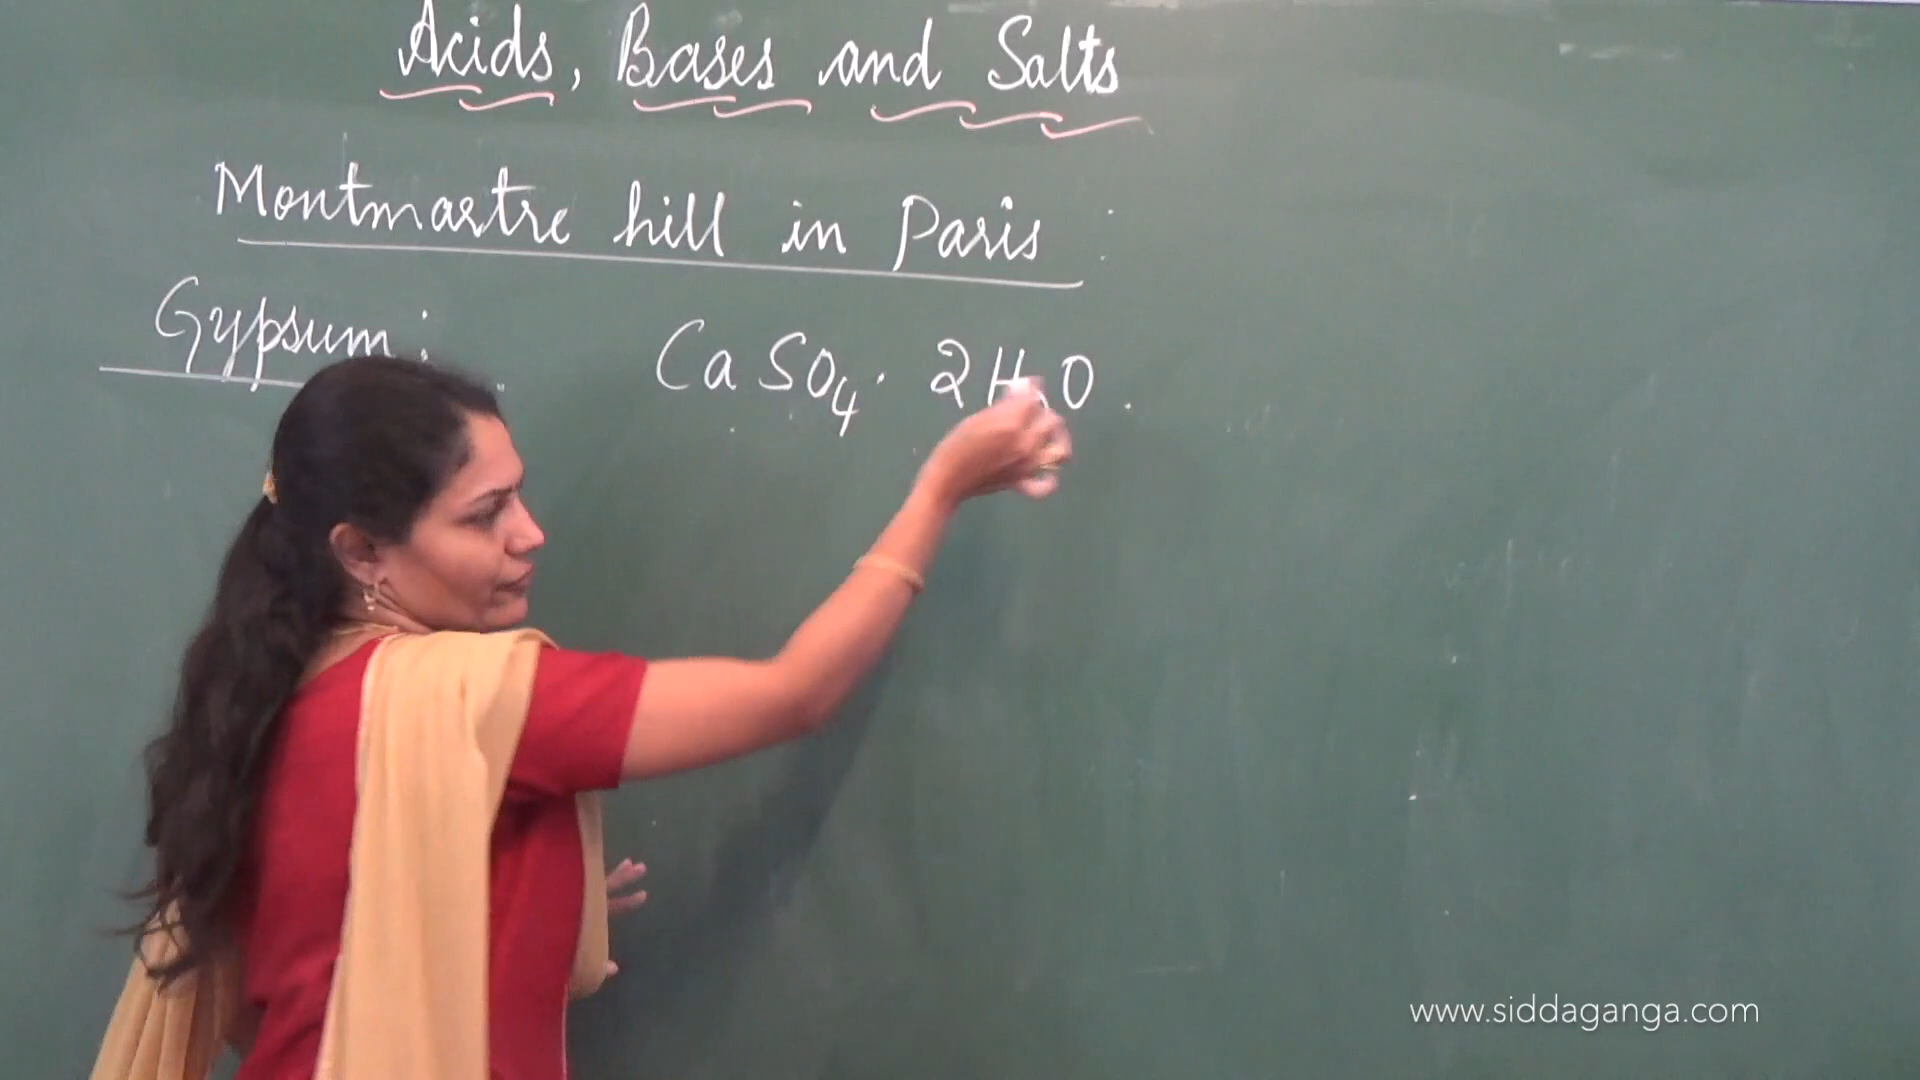 Acids, Bases and Salts
Montmartre hill in Paris :
Gypsum : CaSO4 · 2H2O .
www.siddaganga.com